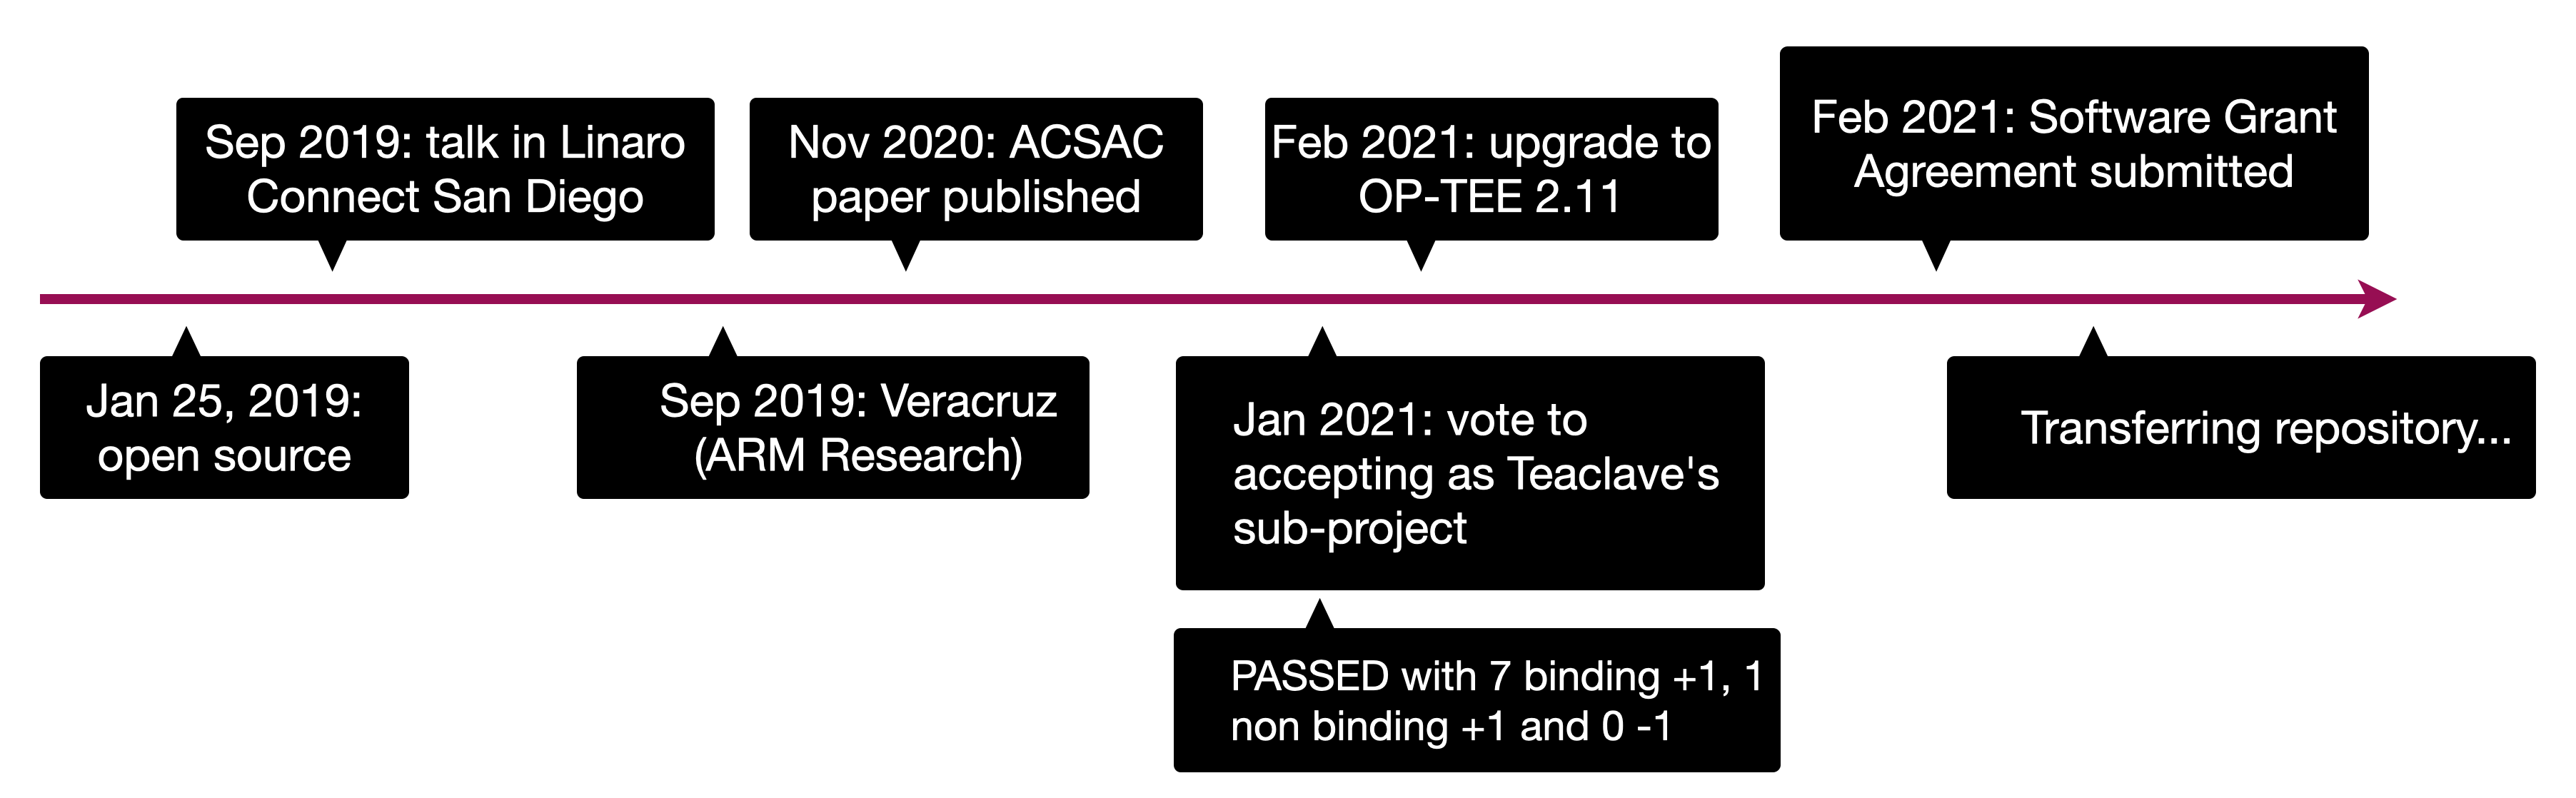 Sep 2019: talk in Linaro
Connect San Diego
Nov 2020: ACSAC
paper published
Feb 2021: upgrade to
OP-TEE 2.11
Feb 2021: Software Grant
Agreement submitted
Jan 25, 2019:
open source
Sep 2019: Veracruz
(ARM Research)
Jan 2021: vote to
accepting as Teaclave's
sub-project
Transferring repository...
PASSED with 7 binding +1, 1
non binding +1 and 0 -1